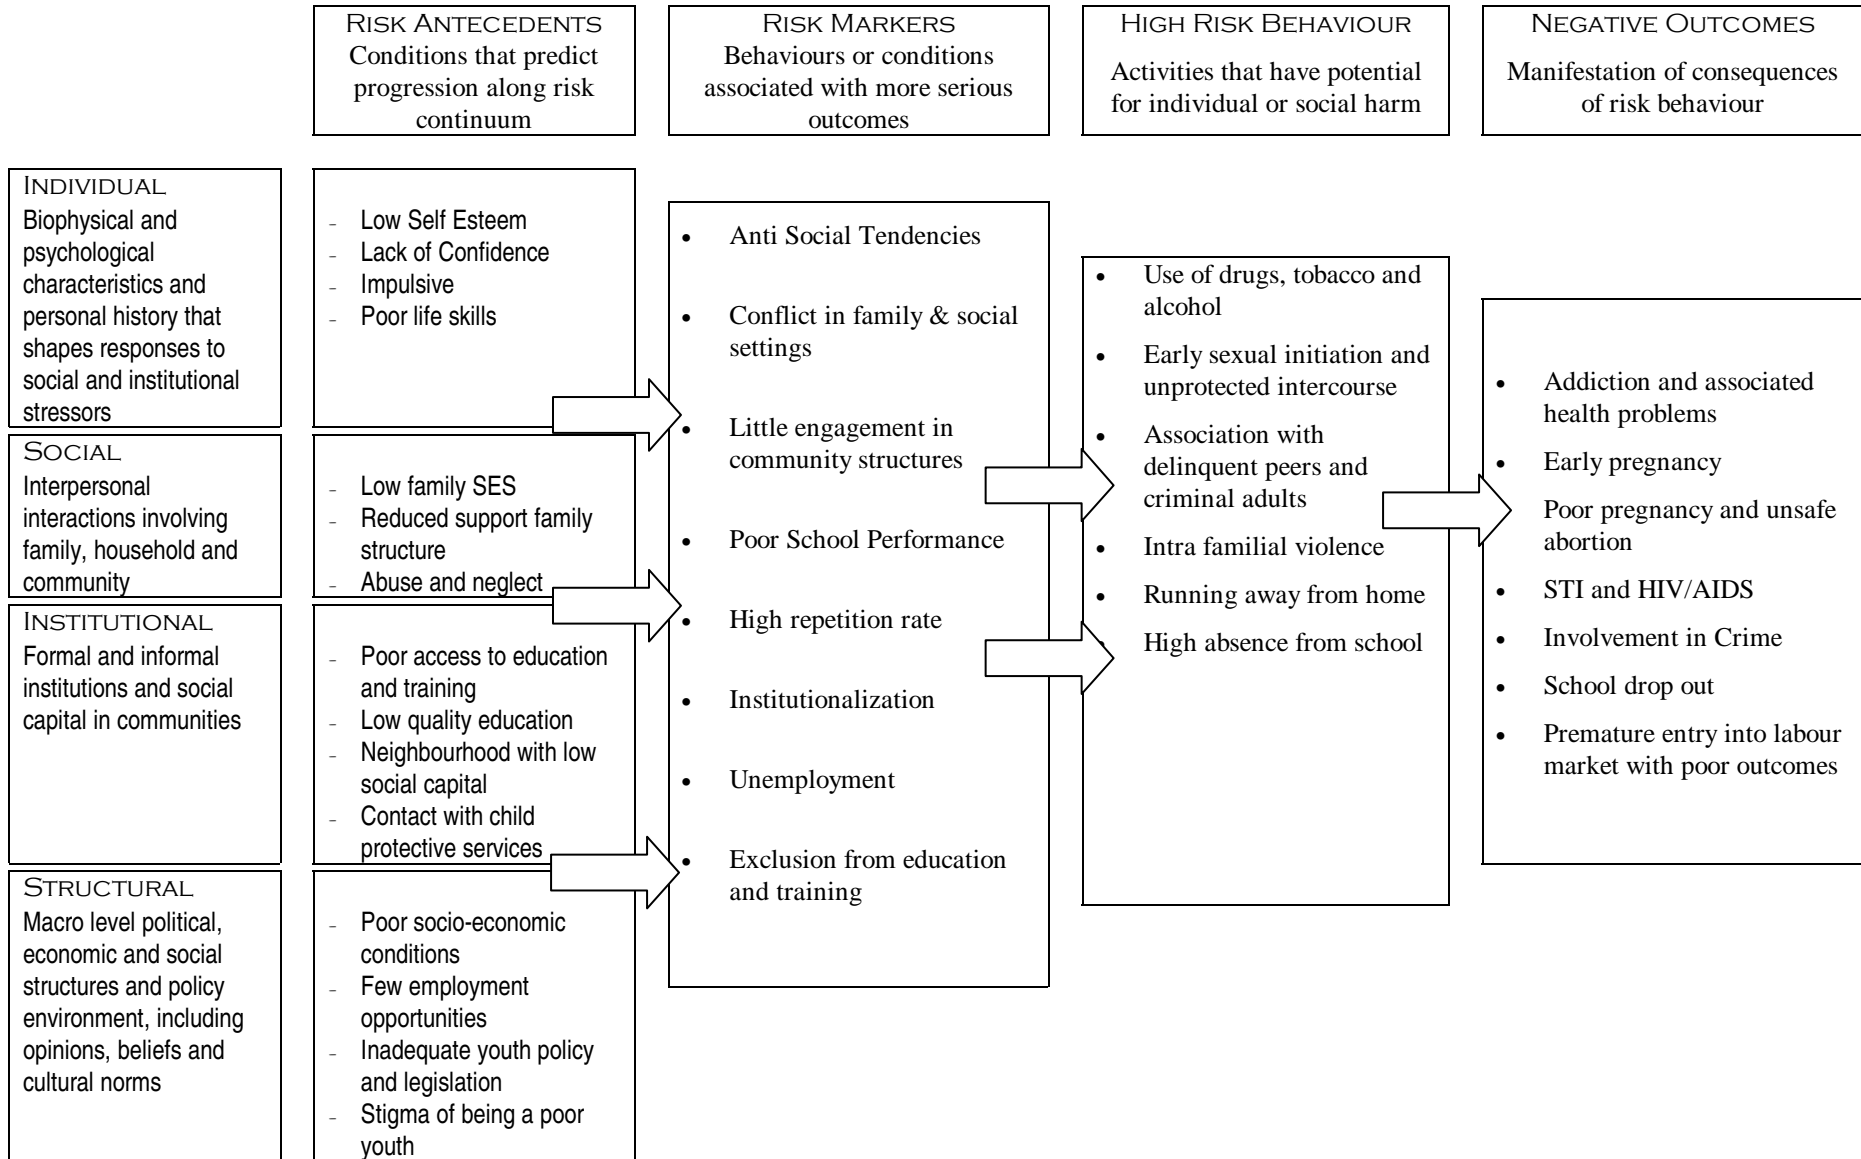 RISK ANTECEDENTS
Conditions that predict
progression along risk
continuum
RISK MARKERS
Behaviours or conditions
associated with more serious
outcomes
HIGH RISK BEHAVIOUR
Activities that have potential
for individual or social harm
NEGATIVE OUTCOMES
Manifestation of consequences
of risk behaviour
INDIVIDUAL
Biophysical and
psychological
characteristics and
personal history that
shapes responses to
social and institutional
stressors
- Low Self Esteem
- Lack of Confidence
- Impulsive
- Poor life skills
SOCIAL
Interpersonal
interactions involving
family, household and
community
- Low family SES
- Reduced support family
structure
- Abuse and neglect
INSTITUTIONAL
Formal and informal
institutions and social
capital in communities
- Poor access to education
and training
- Low quality education
- Neighbourhood with low
social capital
- Contact with child
protective services
STRUCTURAL
Macro level political,
economic and social
structures and policy
environment, including
opinions, beliefs and
cultural norms
- Poor socio-economic
conditions
- Few employment
opportunities
- Inadequate youth policy
and legislation
- Stigma of being a poor
youth
• Anti Social Tendencies
• Conflict in family & social
settings
• Little engagement in
community structures
• Poor School Performance
• High repetition rate
• Institutionalization
• Unemployment
• Exclusion from education
and training
• Use of drugs, tobacco and
alcohol
• Early sexual initiation and
unprotected intercourse
• Association with
delinquent peers and
criminal adults
• Intra familial violence
• Running away from home
• High absence from school
• Addiction and associated
health problems
• Early pregnancy
• Poor pregnancy and unsafe
abortion
• STI and HIV/AIDS
• Involvement in Crime
• School drop out
• Premature entry into labour
market with poor outcomes